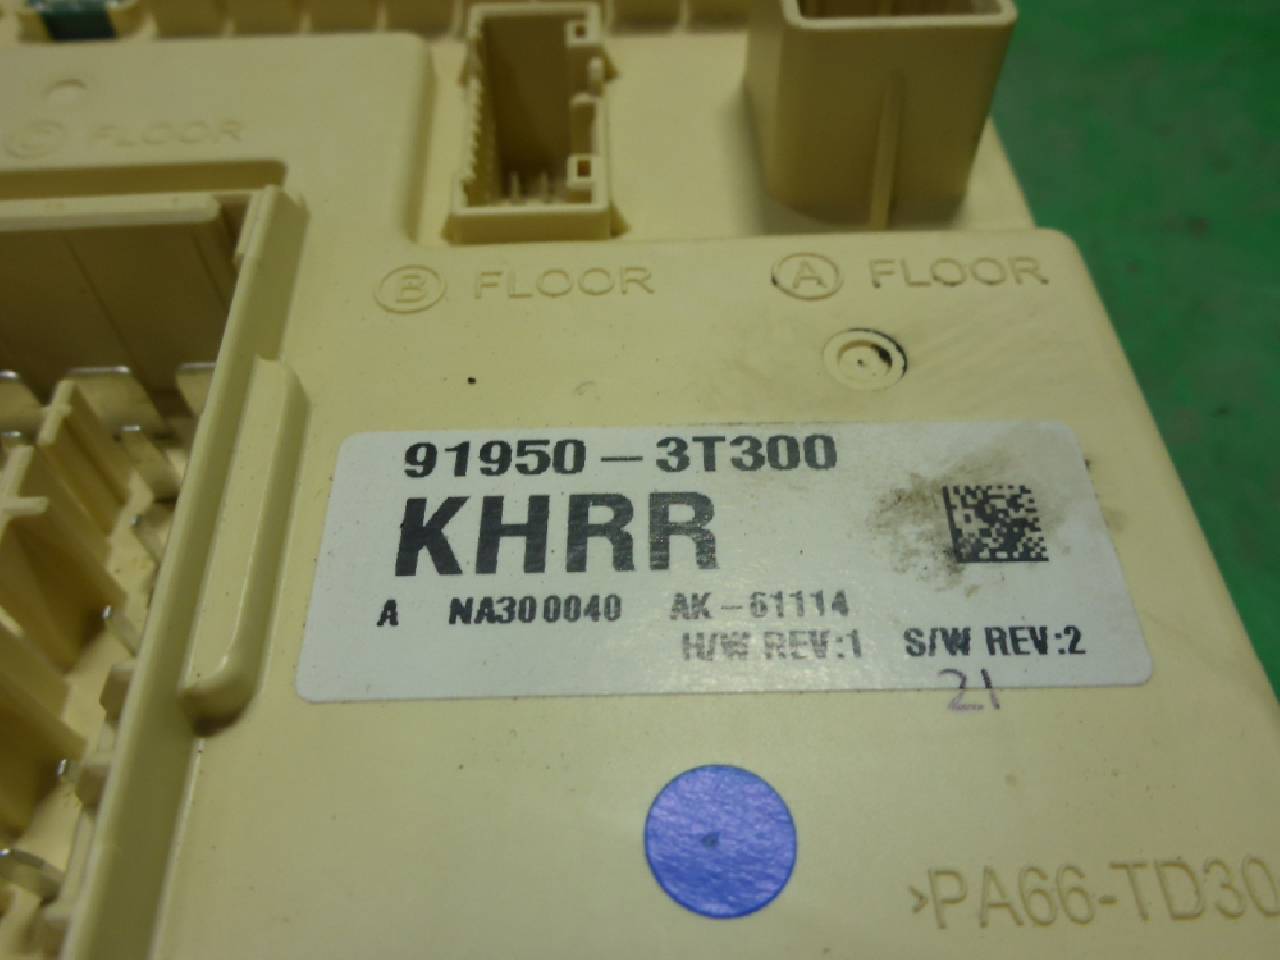 © FLOOR
Ⓑ FLOOR
Ⓐ FLOOR
91950-3T300
KHRR
A NA300040 AK-61114
H/W REV:1 S/W REV:2
21
>PA66-TD30